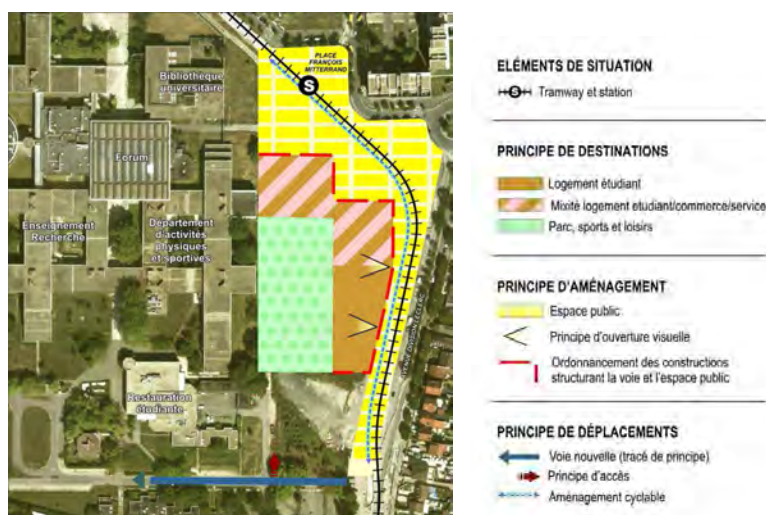 PLACE
FRANÇOIS
MITTERRAND
S
Bibliothèque
universitaire
Forum
Enseignement
Recherche
Département
d'activités
physiques
et sportives
Restauration
étudiante
ELÉMENTS DE SITUATION
S Tramway et station
PRINCIPE DE DESTINATIONS
Logement étudiant
Mixité logement etudiant/commerce/service
Parc, sports et loisirs
PRINCIPE D'AMÉNAGEMENT
Espace public
Principe d'ouverture visuelle
Ordonnancement des constructions
structurant la voie et l'espace public
PRINCIPE DE DÉPLACEMENTS
Voie nouvelle (tracé de principe)
Principe d'accès
Aménagement cyclable